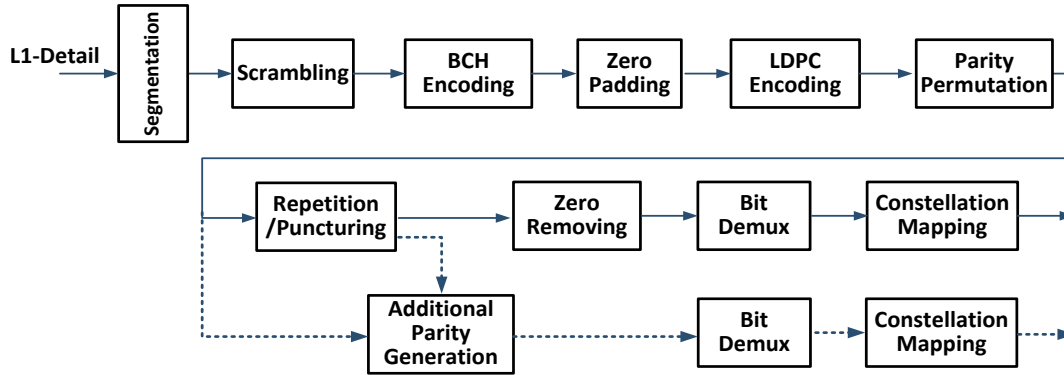 L1-Detail
Segmentation
Scrambling
BCH
Encoding
Zero
Padding
LDPC
Encoding
Parity
Permutation
Repetition
/Puncturing
Zero
Removing
Bit
Demux
Constellation
Mapping
Additional
Parity
Generation
Bit
Demux
Constellation
Mapping